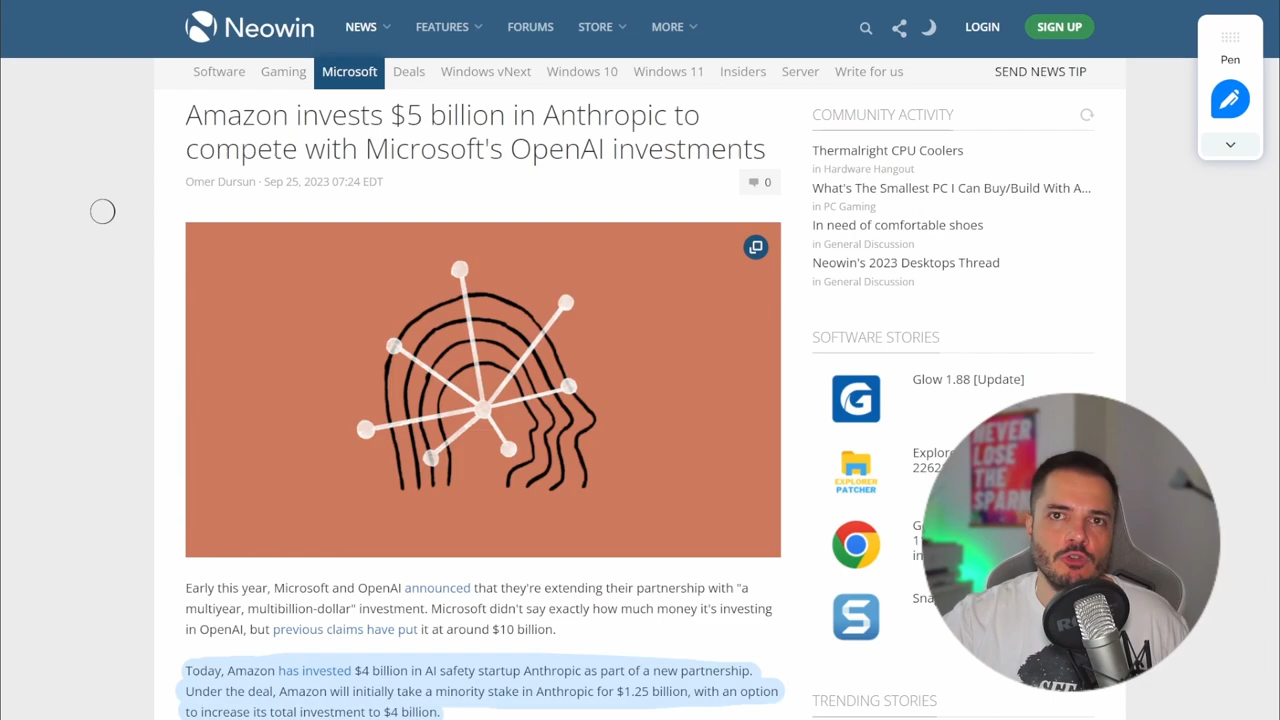 Neowin
NEWS
FEATURES
FORUMS
STORE
MORE
LOGIN
SIGN UP
Pen
Software
Gaming
Microsoft
Deals
Windows vNext
Windows 10
Windows 11
Insiders
Server
Write for us
SEND NEWS TIP
Amazon invests $5 billion in Anthropic to
compete with Microsoft's OpenAI investments
Omer Dursun · Sep 25, 2023 07:24 EDT
0
Early this year, Microsoft and OpenAI announced that they're extending their partnership with "a
multiyear, multibillion-dollar" investment. Microsoft didn't say exactly how much money it's investing
in OpenAI, but previous claims have put it at around $10 billion.
Today, Amazon has invested $4 billion in AI safety startup Anthropic as part of a new partnership.
Under the deal, Amazon will initially take a minority stake in Anthropic for $1.25 billion, with an option
to increase its total investment to $4 billion.
COMMUNITY ACTIVITY
Thermalright CPU Coolers
in Hardware Hangout
What's The Smallest PC I Can Buy/Build With A...
in PC Gaming
In need of comfortable shoes
in General Discussion
Neowin's 2023 Desktops Thread
in General Discussion
SOFTWARE STORIES
Glow 1.88 [Update]
EXPLORER
PATCHER
NEVER
LOSE
THE
SPARK
TRENDING STORIES